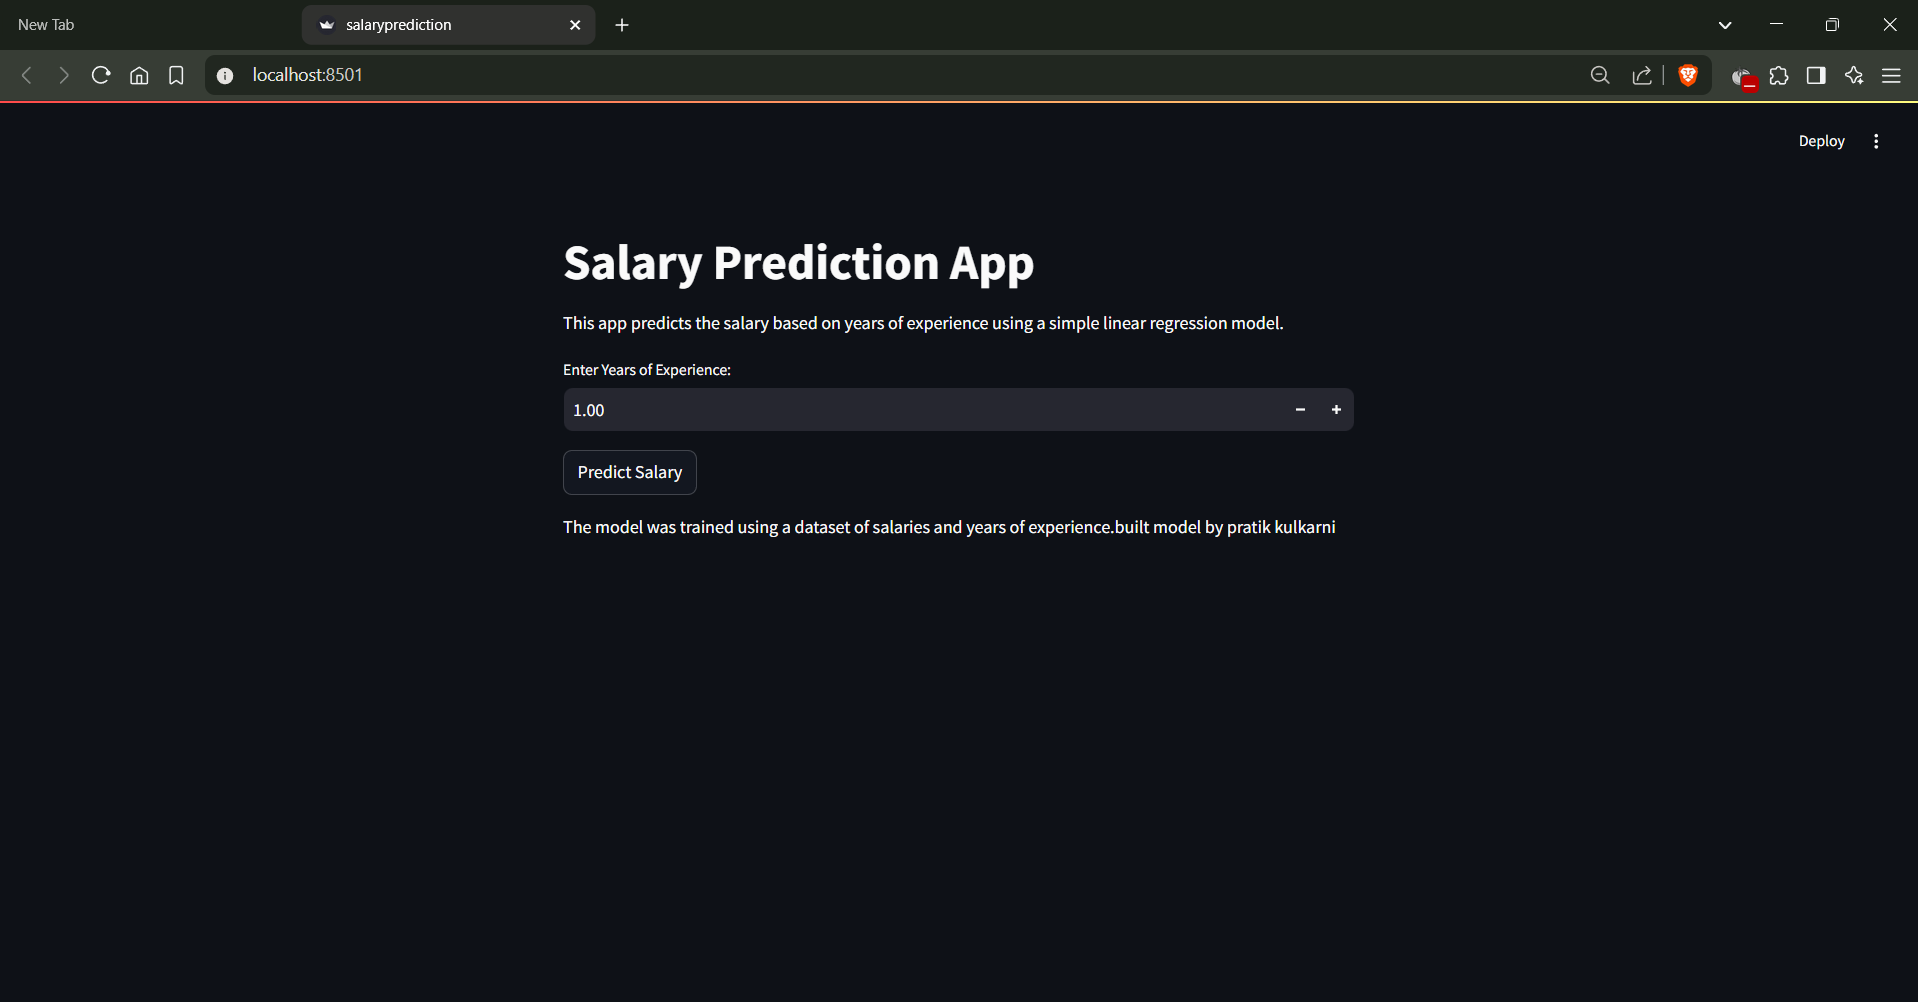 New Tab
salaryprediction
localhost:8501
Deploy
Salary Prediction App
This app predicts the salary based on years of experience using a simple linear regression model.
Enter Years of Experience:
1.00
Predict Salary
The model was trained using a dataset of salaries and years of experience.built model by pratik kulkarni